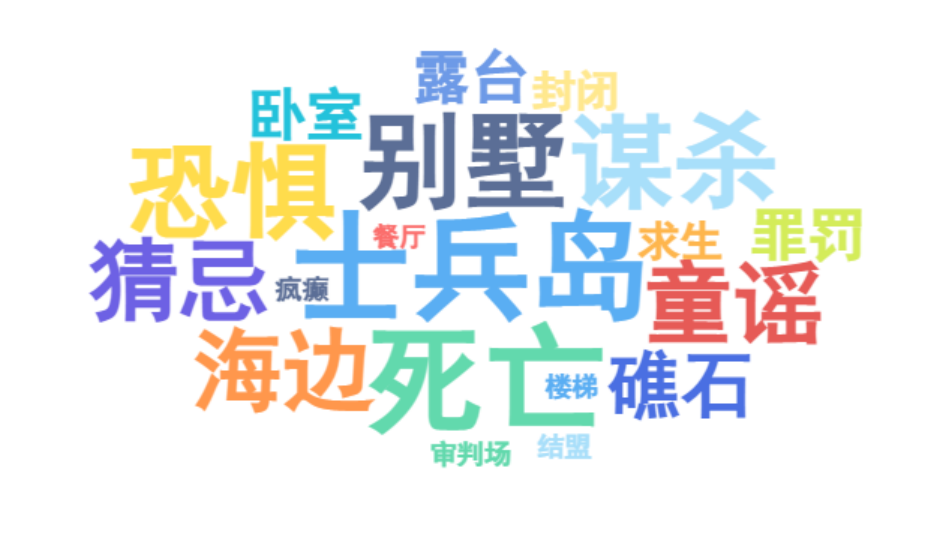 露台
封闭
卧室
别墅
谋杀
恐惧
士兵岛
餐厅
求生
罪罚
猜忌
疯癫
童谣
海边
死亡
楼梯
礁石
审判场
结盟